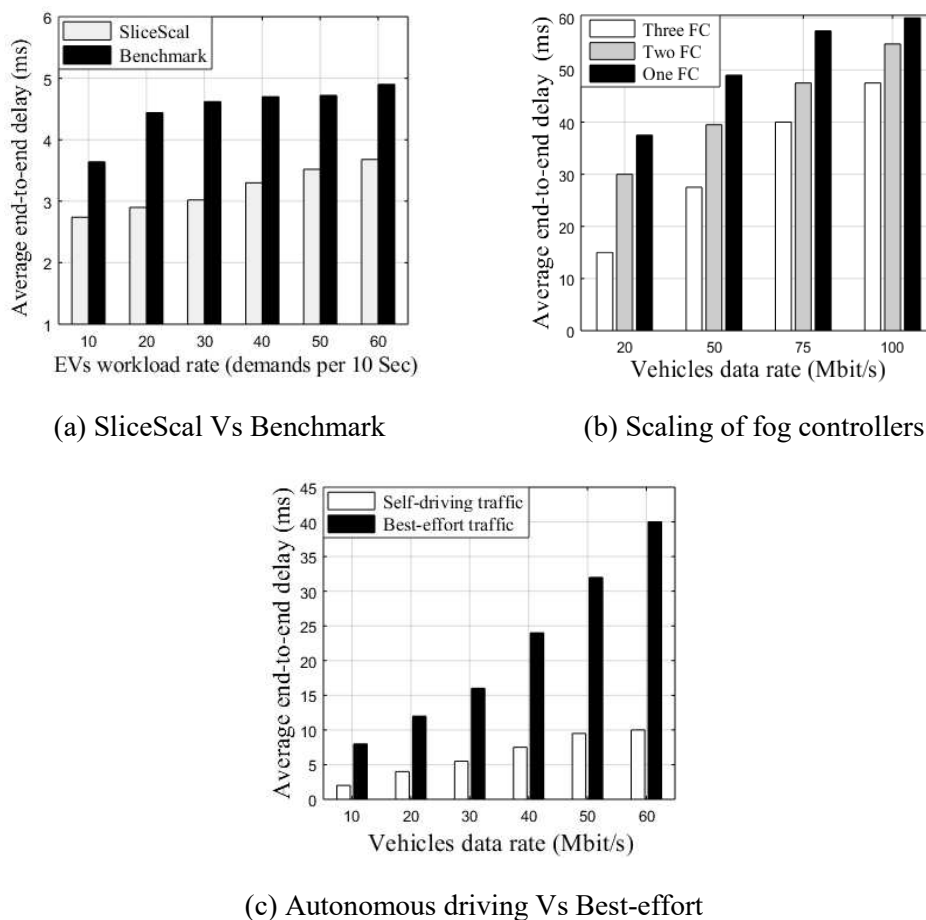 SliceScal
Benchmark
Average end-to-end delay (ms)
6
5
4
3
2
1
10 20 30 40 50 60
EVs workload rate (demands per 10 Sec)
(a) SliceScal Vs Benchmark
Three FC
Two FC
One FC
Average end-to-end delay (ms)
60
50
40
30
20
10
0
20 50 75 100
Vehicles data rate (Mbit/s)
(b) Scaling of fog controllers
Self-driving traffic
Best-effort traffic
Average end-to-end delay (ms)
45
40
35
30
25
20
15
10
5
0
10 20 30 40 50 60
Vehicles data rate (Mbit/s)
(c) Autonomous driving Vs Best-effort